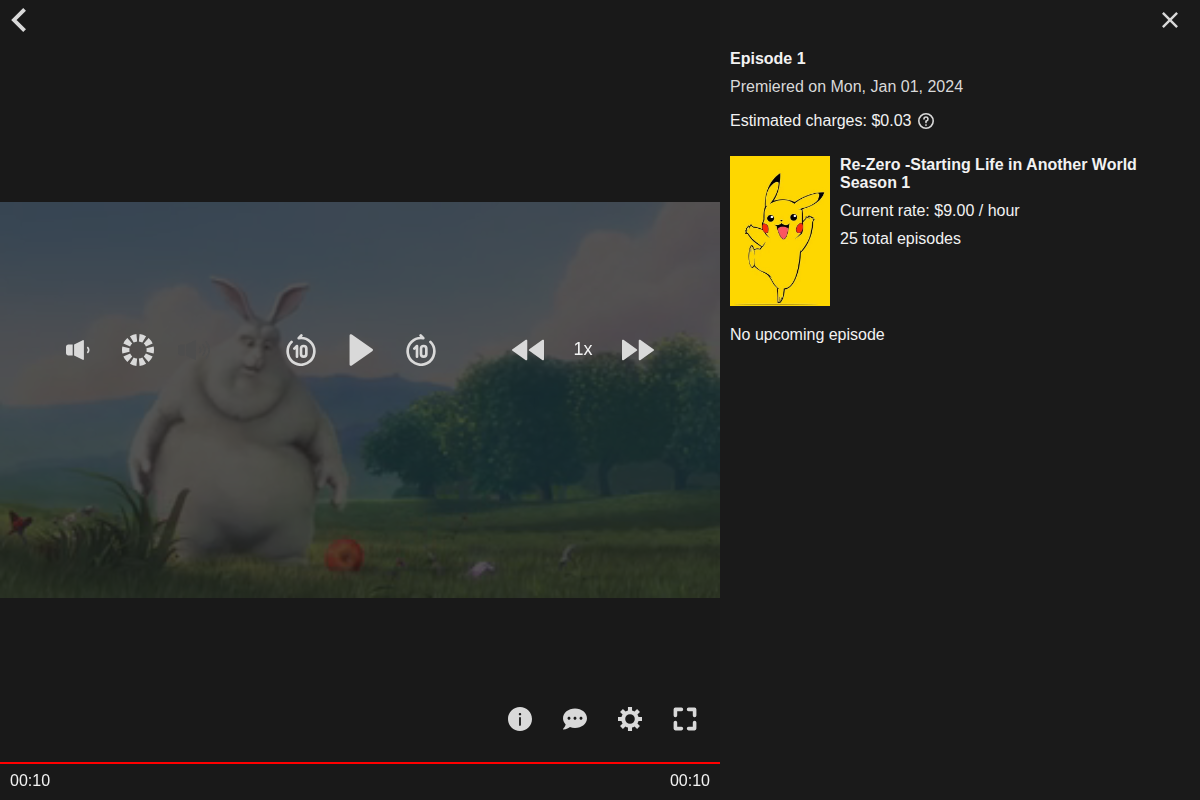 Episode 1
Premiered on Mon, Jan 01, 2024
Estimated charges: $0.03
Re-Zero -Starting Life in Another World
Season 1
Current rate: $9.00 / hour
25 total episodes
No upcoming episode
10
10
1x
00:10
00:10